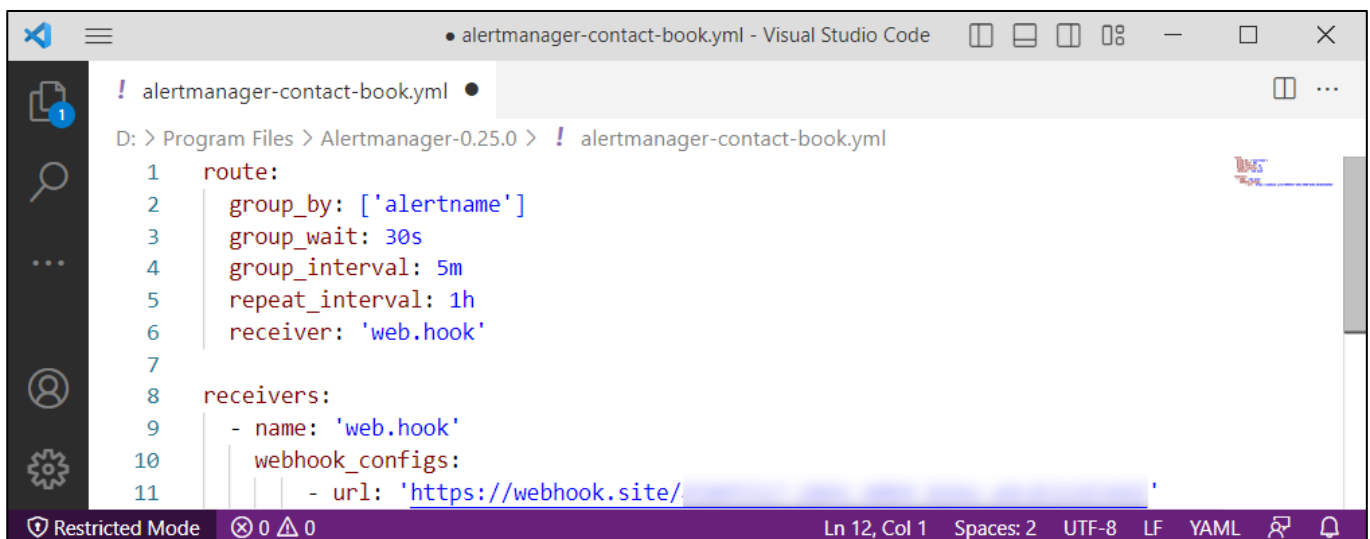 ● alertmanager-contact-book.yml - Visual Studio Code
! alertmanager-contact-book.yml ●
D: > Program Files > Alertmanager-0.25.0 > ! alertmanager-contact-book.yml
1 route:
2 group_by: ['alertname']
3 group_wait: 30s
4 group_interval: 5m
5 repeat_interval: 1h
6 receiver: 'web.hook'
7
8 receivers:
9 - name: 'web.hook'
10 webhook_configs:
11 - url: 'https://webhook.site/ '
1
Restricted Mode 0 0 Ln 12, Col 1 Spaces: 2 UTF-8 LF YAML